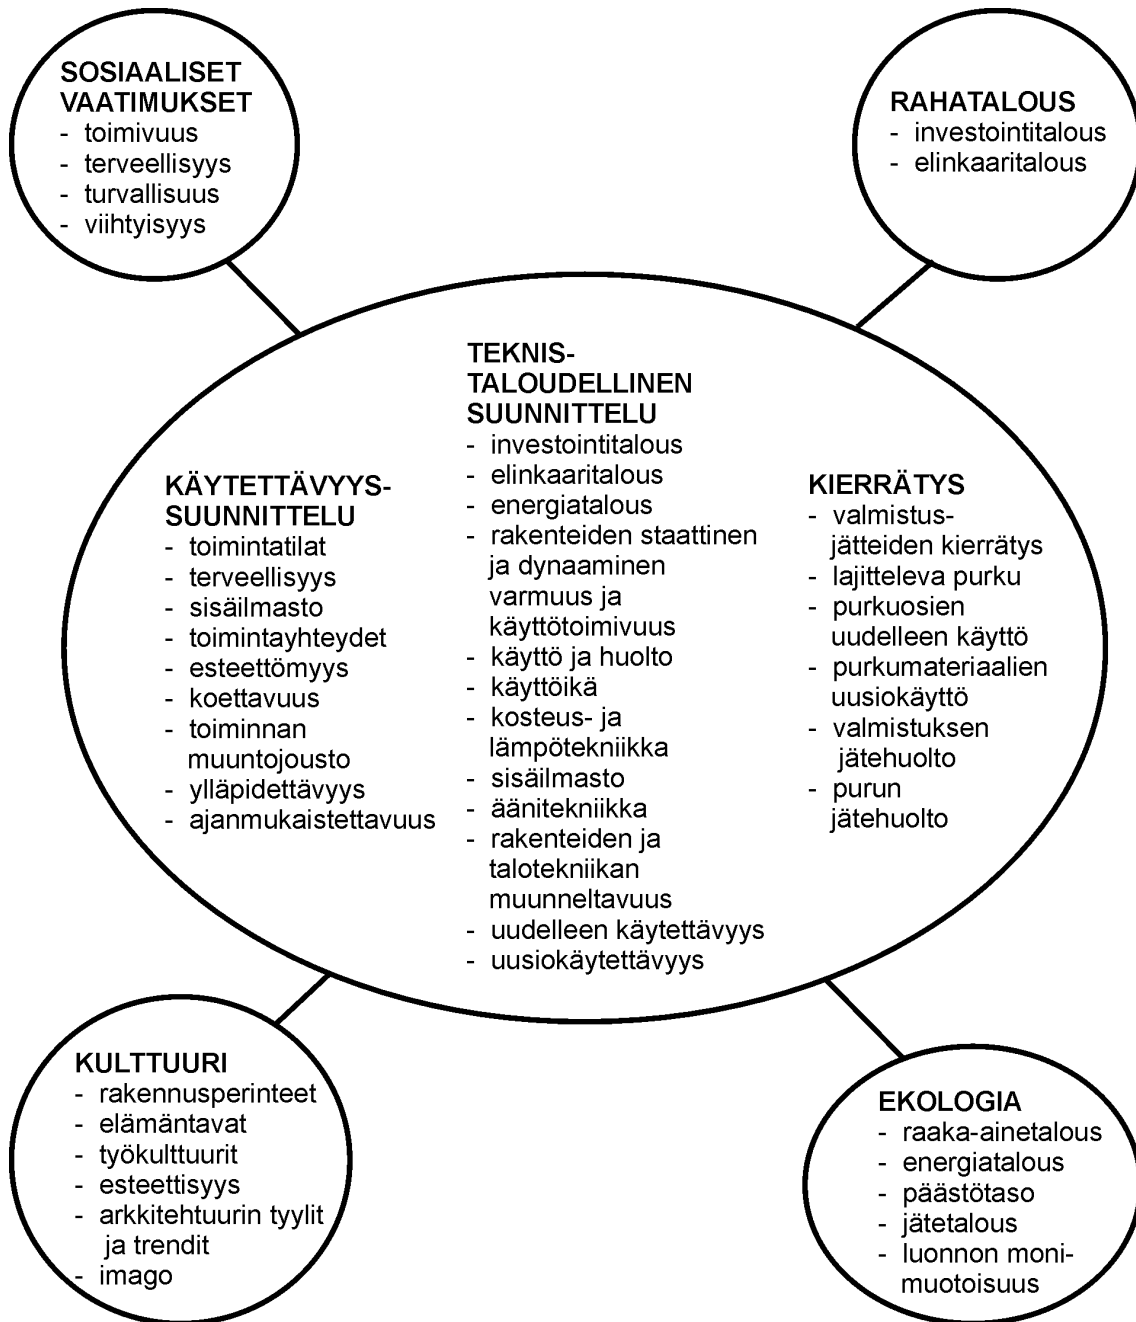 SOSIAALISET
VAATIMUKSET
- toimivuus
- terveellisyys
- turvallisuus
- viihtyisyys
RAHATALOUS
- investointitalous
- elinkaaritalous
KÄYTETTÄVYYS-
SUUNNITTELU
- toimintatilat
- terveellisyys
- sisäilmasto
- toimintayhteydet
- esteettömyys
- koettavuus
- toiminnan
muuntojousto
- ylläpidettävyys
- ajanmukaistettavuus
TEKNIS-
TALOUDELLINEN
SUUNNITTELU
- investointitalous
- elinkaaritalous
- energiatalous
- rakenteiden staattinen
ja dynaaminen
varmuus ja
käyttötoimivuus
- käyttö ja huolto
- käyttöikä
- kosteus- ja
lämpötekniikka
- sisäilmasto
- äänitekniikka
- rakenteiden ja
talotekniikan
muunneltavuus
- uudelleen käytettävyys
- uusiokäytettävyys
KIERRÄTYS
- valmistus-
jätteiden kierrätys
- lajitteleva purku
- purkuosien
uudelleen käyttö
- purkumateriaalien
uusiokäyttö
- valmistuksen
jätehuolto
- purun
jätehuolto
KULTTUURI
- rakennusperinteet
- elämäntavat
- työkulttuurit
- esteettisyys
- arkkitehtuurin tyylit
ja trendit
- imago
EKOLOGIA
- raaka-ainetalous
- energiatalous
- päästötaso
- jätetalous
- luonnon moni-
muotoisuus